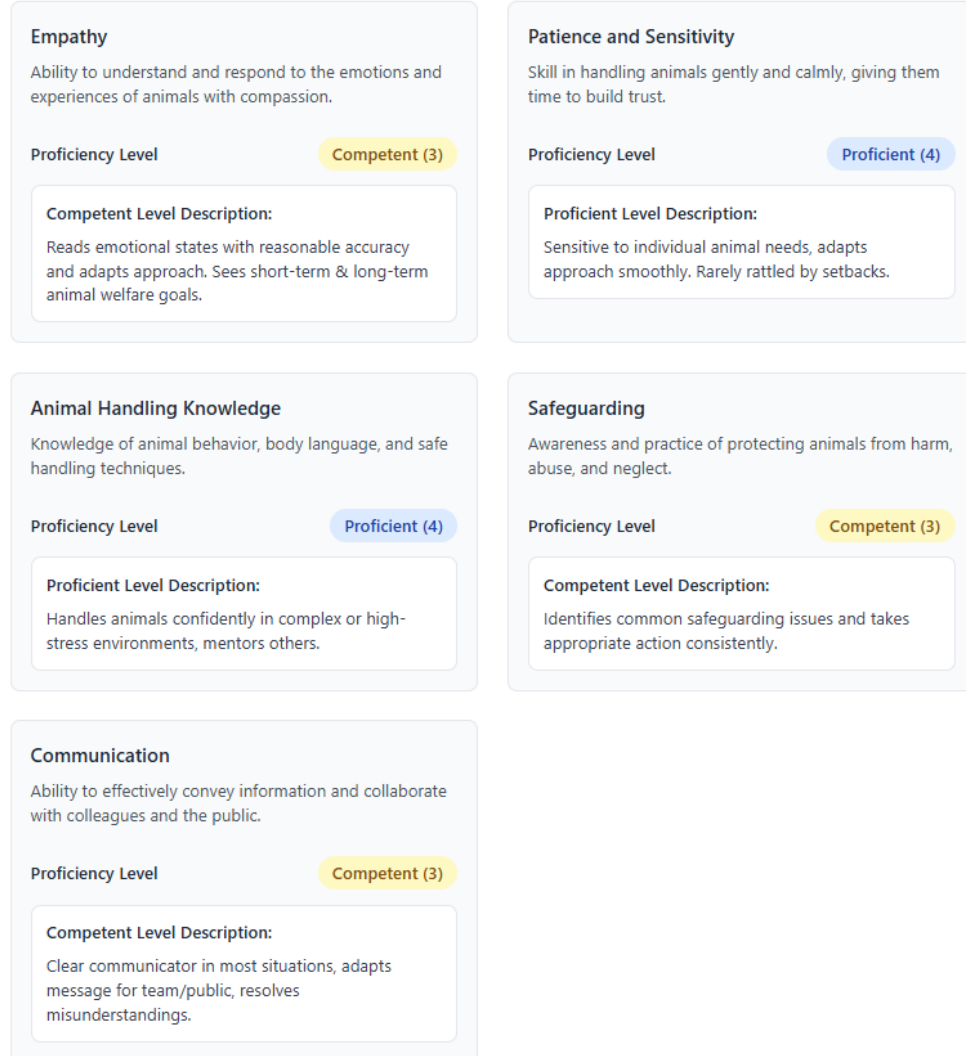 Empathy
Ability to understand and respond to the emotions and
experiences of animals with compassion.
Proficiency Level
Competent (3)
Competent Level Description:
Reads emotional states with reasonable accuracy
and adapts approach. Sees short-term & long-term
animal welfare goals.
Patience and Sensitivity
Skill in handling animals gently and calmly, giving them
time to build trust.
Proficiency Level
Proficient (4)
Proficient Level Description:
Sensitive to individual animal needs, adapts
approach smoothly. Rarely rattled by setbacks.
Animal Handling Knowledge
Knowledge of animal behavior, body language, and safe
handling techniques.
Proficiency Level
Proficient (4)
Proficient Level Description:
Handles animals confidently in complex or high-
stress environments, mentors others.
Safeguarding
Awareness and practice of protecting animals from harm,
abuse, and neglect.
Proficiency Level
Competent (3)
Competent Level Description:
Identifies common safeguarding issues and takes
appropriate action consistently.
Communication
Ability to effectively convey information and collaborate
with colleagues and the public.
Proficiency Level
Competent (3)
Competent Level Description:
Clear communicator in most situations, adapts
message for team/public, resolves
misunderstandings.